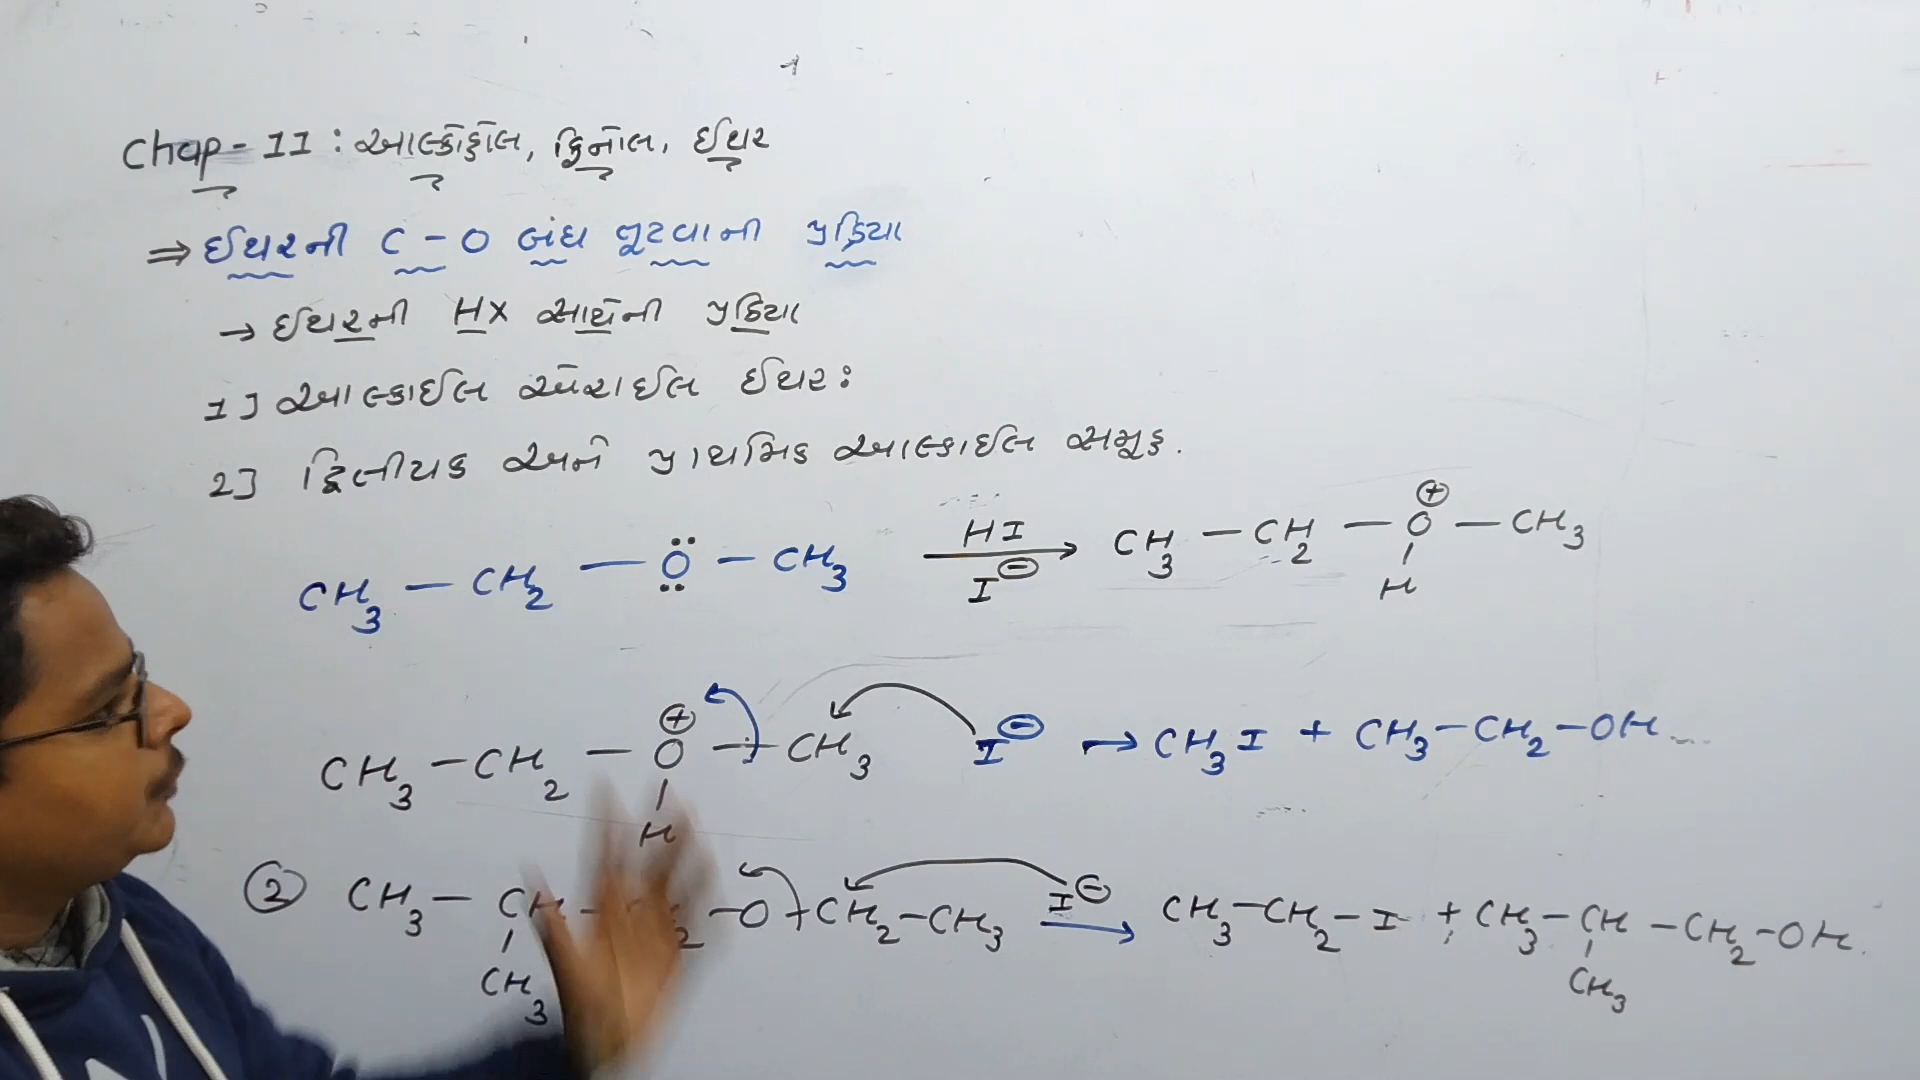 Chap-11 : આલ્કોહોલ, ફિનોલ, ઈથર
⇒ ઈથરની C-O બંધ તૂટવાની પ્રક્રિયા
→ ઈથરની HX સાથેની પ્રક્રિયા
1] આલ્કાઈલ એરાઈલ ઈથર:
2] દ્વિતીયક અને પ્રાથમિક આલ્કાઈલ સમૂહ.
CH3 — CH2 — Ö — CH3 HI I⊖ → CH3 — CH2 — O⊕ — CH3
H
CH3 — CH2 — O⊕ — CH3 I⊖ → CH3I + CH3-CH2-OH
H
② CH3 — CH — 2 — O — CH2 — CH3 I⊖ → CH3-CH2-I + CH3-CH-CH2-OH.
CH3 CH3